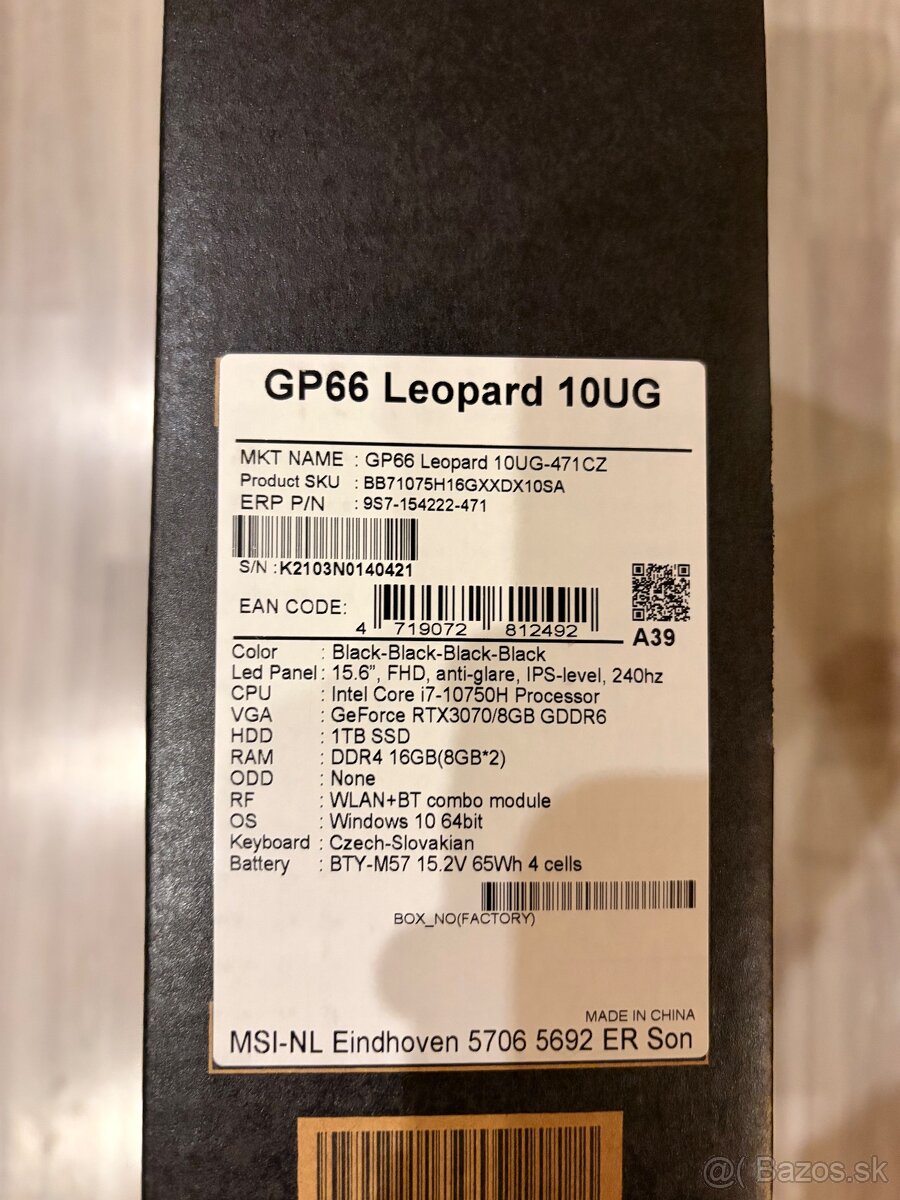 GP66 Leopard 10UG
MKT NAME : GP66 Leopard 10UG-471CZ
Product SKU : BB71075H16GXXDX10SA
ERP P/N : 9S7-154222-471
S/N :K2103N0140421
EAN CODE:
4 719072 812492
A39
Color : Black-Black-Black-Black
Led Panel : 15.6”, FHD, anti-glare, IPS-level, 240hz
CPU : Intel Core i7-10750H Processor
VGA : GeForce RTX3070/8GB GDDR6
HDD : 1TB SSD
RAM : DDR4 16GB(8GB*2)
ODD : None
RF : WLAN+BT combo module
OS : Windows 10 64bit
Keyboard : Czech-Slovakian
Battery : BTY-M57 15.2V 65Wh 4 cells
BOX_NO(FACTORY)
MADE IN CHINA
MSI-NL Eindhoven 5706 5692 ER Son
@( Bazos.sk